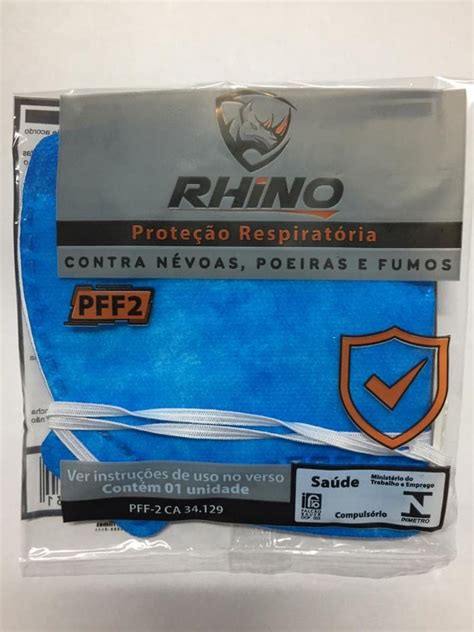 RHINO
Proteção Respiratória
CONTRA NÉVOAS, POEIRAS E FUMOS
PFF2
Ver instruções de uso no verso
Contém 01 unidade
PFF-2 CA 34.129
Saúde
Compulsório
Ministério do
Trabalho e Emprego
INMETRO